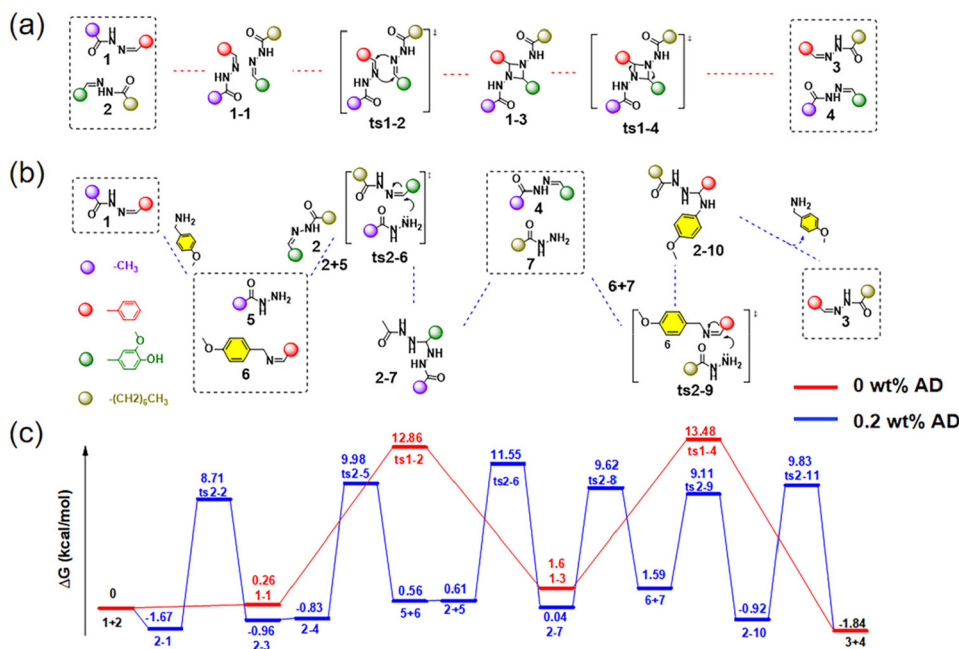 (a)
1
2
1-1
ts1-2
‡
1-3
ts1-4
‡
3
4
(b)
1
NH2
-CH3
-OH
-(CH2)6CH3
5
6
2
2+5
ts2-6
‡
2-7
4
7
6+7
2-10
6
ts2-9
‡
NH2
3
0 wt% AD
0.2 wt% AD
(c)
ΔG (kcal/mol)
0
1+2
-1.67
2-1
8.71
ts2-2
0.26
1-1
-0.96
2-3
-0.83
2-4
9.98
ts2-5
12.86
ts1-2
0.56
5+6
0.61
2+5
11.55
ts2-6
1.6
1-3
0.04
2-7
9.62
ts2-8
1.59
6+7
13.48
ts1-4
9.11
ts2-9
-0.92
2-10
9.83
ts2-11
-1.84
3+4